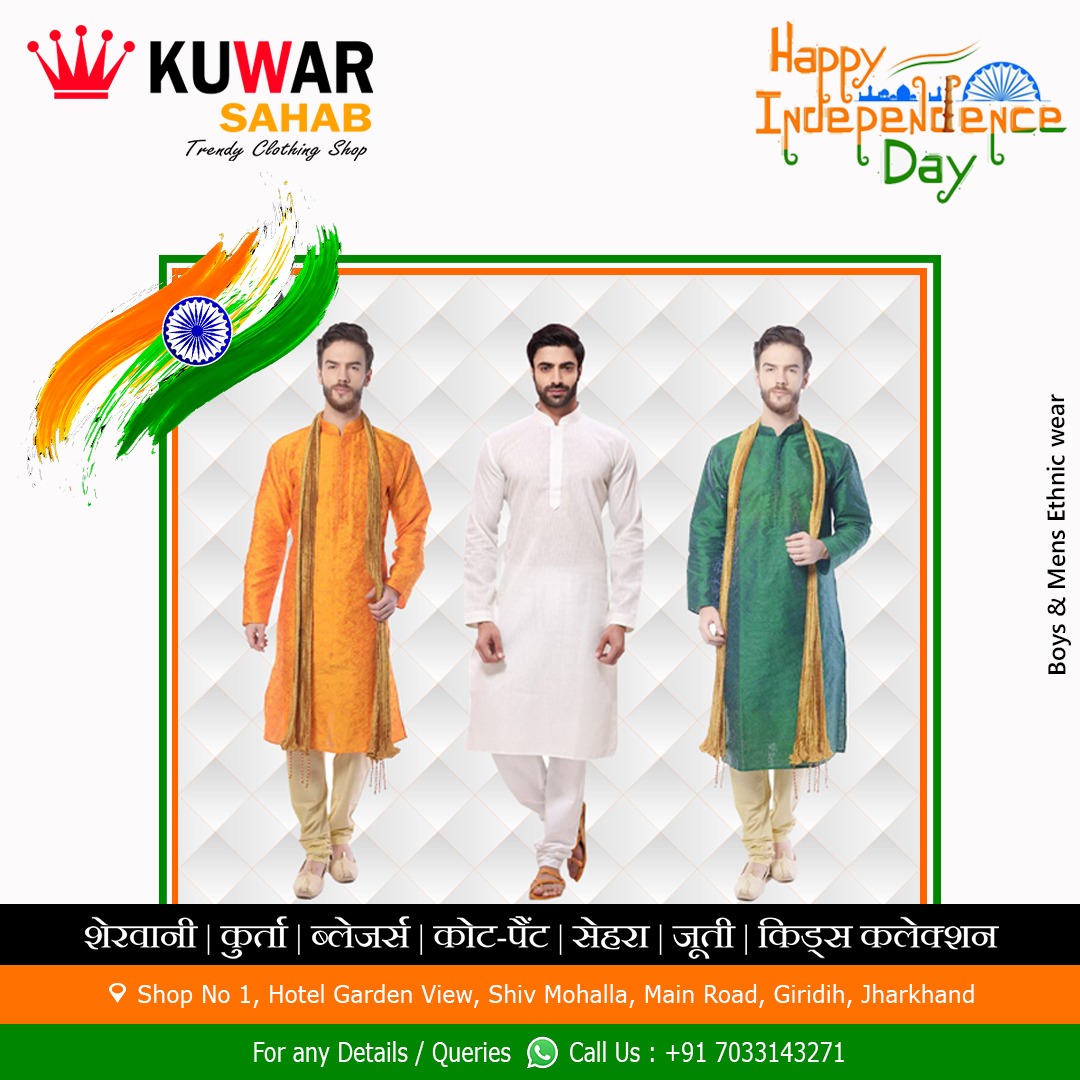 KUWAR
SAHAB
Trendy Clothing Shop
Happy
Independence
Day
Boys & Mens Ethnic wear
शेरवानी | कुर्ता | ब्लेजर्स | कोट-पैंट | सेहरा | जूती | किड्स कलेक्शन
Shop No 1, Hotel Garden View, Shiv Mohalla, Main Road, Giridih, Jharkhand
For any Details / Queries Call Us : +91 7033143271